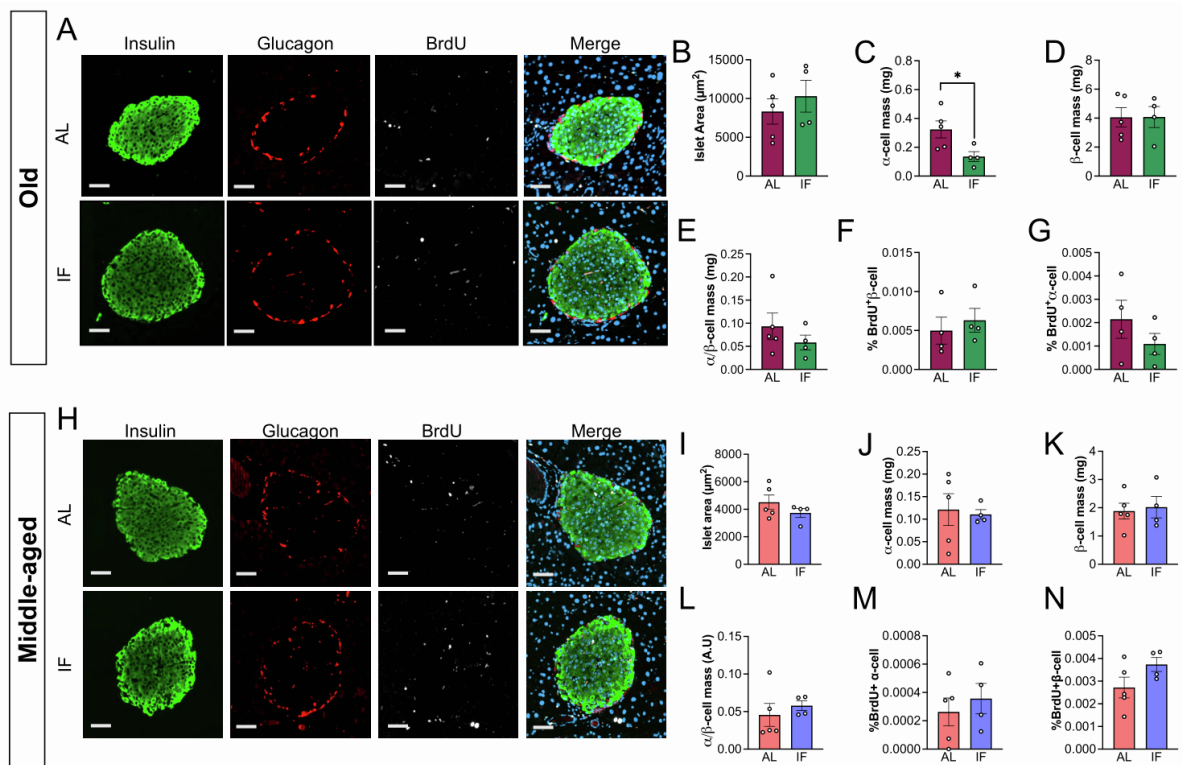 Old
A
Insulin Glucagon BrdU Merge
AL
IF
B
Islet Area (µm²)
15000
10000
5000
0
AL IF
C
α-cell mass (mg)
0.8
0.6
0.4
0.2
0.0
*
AL IF
D
β-cell mass (mg)
8
6
4
2
0
AL IF
E
α/β-cell mass (mg)
0.25
0.20
0.15
0.10
0.05
0.00
AL IF
F
% BrdU⁺β-cell
0.015
0.010
0.005
0.000
AL IF
G
% BrdU⁺α-cell
0.005
0.004
0.003
0.002
0.001
0.000
AL IF
Middle-aged
H
Insulin Glucagon BrdU Merge
AL
IF
I
Islet area (µm²)
8000
6000
4000
2000
0
AL IF
J
α-cell mass (mg)
0.25
0.20
0.15
0.10
0.05
0.00
AL IF
K
β-cell mass (mg)
4
3
2
1
0
AL IF
L
α/β-cell mass (A.U)
0.15
0.10
0.05
0.00
AL IF
M
%BrdU+ α-cell
0.0008
0.0006
0.0004
0.0002
0.0000
AL IF
N
%BrdU+β-cell
0.005
0.004
0.003
0.002
0.001
0.000
AL IF